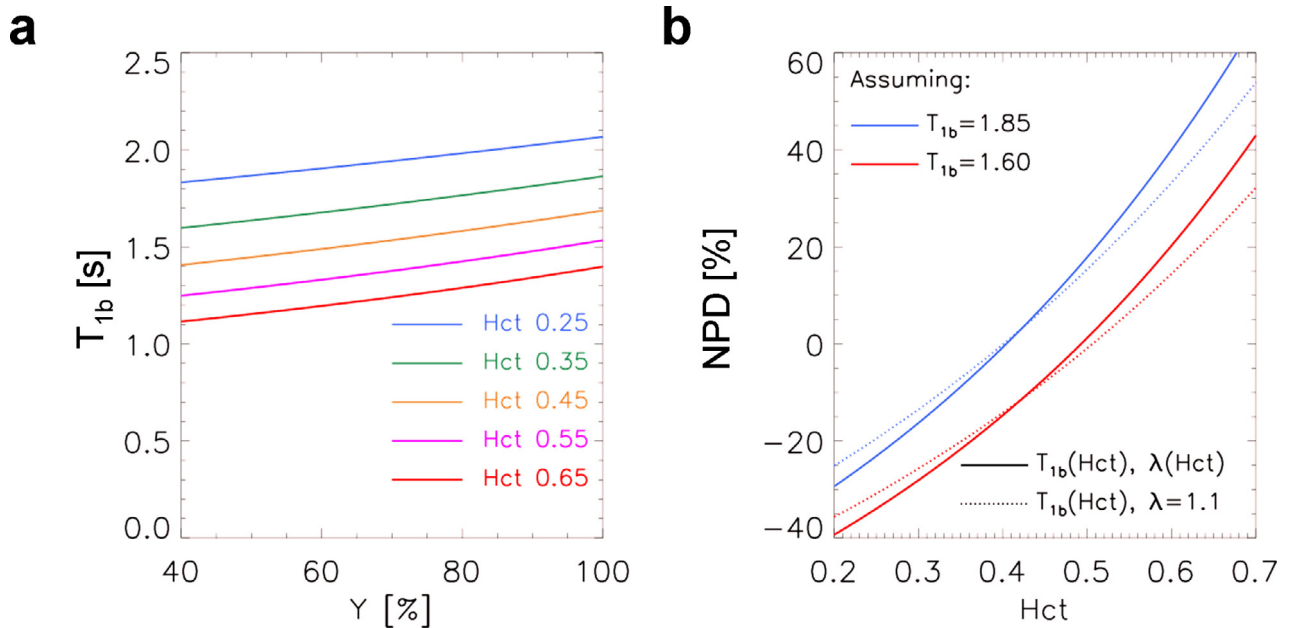 a
2.5
2.0
1.5
1.0
0.5
0.0
T1b [s]
Hct 0.25
Hct 0.35
Hct 0.45
Hct 0.55
Hct 0.65
40 60 80 100
Y [%]
b
60
40
20
0
−20
−40
NPD [%]
Assuming:
T1b=1.85
T1b=1.60
T1b(Hct), λ(Hct)
T1b(Hct), λ=1.1
0.2 0.3 0.4 0.5 0.6 0.7
Hct